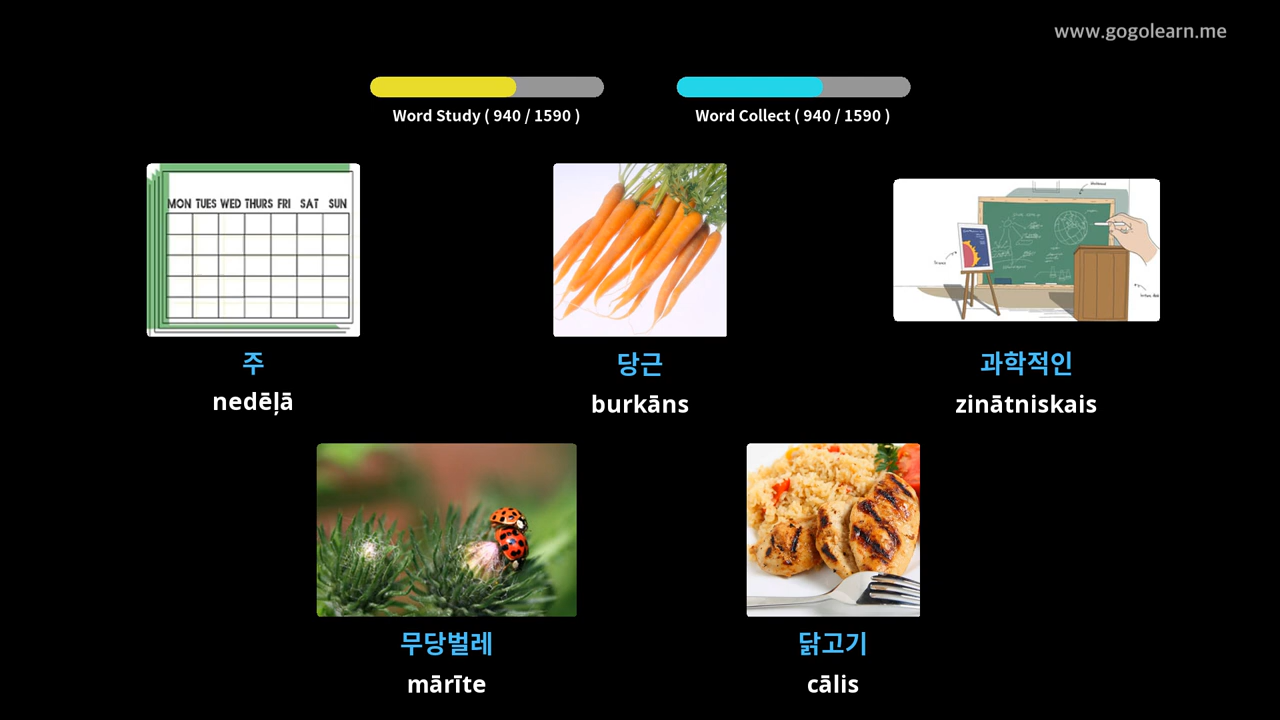 www.gogolearn.me
Word Study ( 940 / 1590 )
Word Collect ( 940 / 1590 )
MON TUES WED THURS FRI SAT SUN
주
nedēļā
당근
burkāns
과학적인
zinātniskais
무당벌레
mārīte
닭고기
cālis